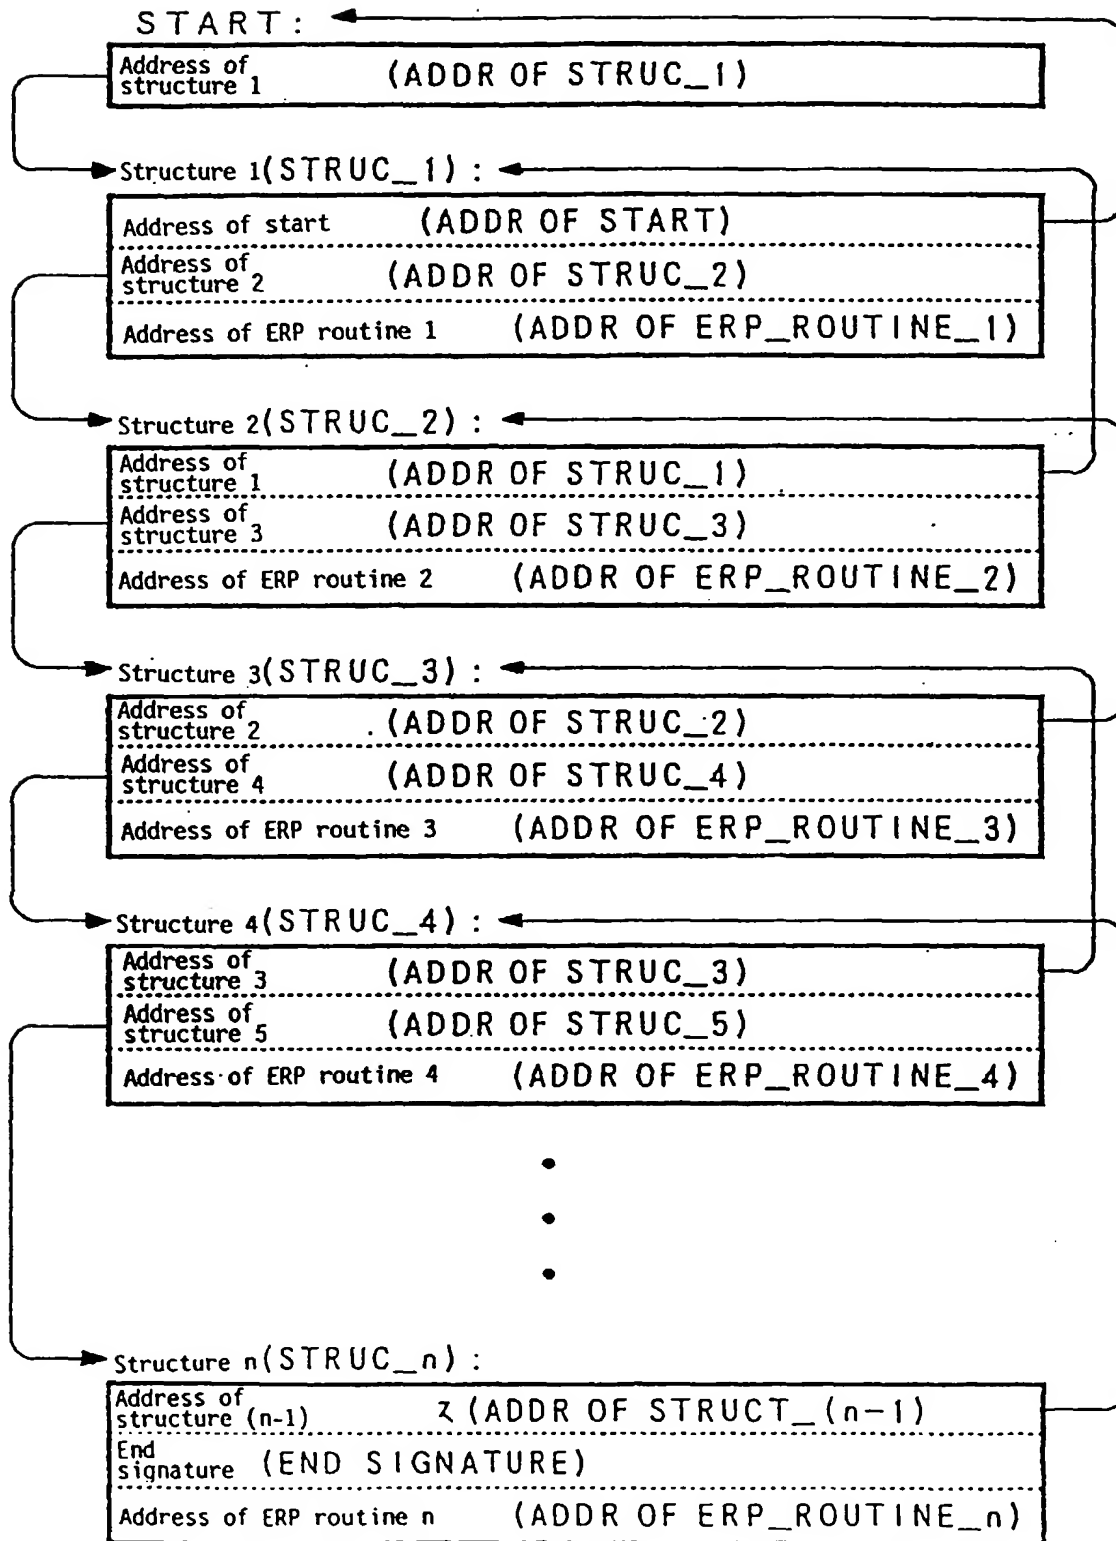 START:
Address of
structure 1 (ADDR OF STRUC_1)
Structure 1(STRUC_1) :
Address of start (ADDR OF START)
Address of
structure 2 (ADDR OF STRUC_2)
Address of ERP routine 1 (ADDR OF ERP_ROUTINE_1)
Structure 2(STRUC_2) :
Address of
structure 1 (ADDR OF STRUC_1)
Address of
structure 3 (ADDR OF STRUC_3)
Address of ERP routine 2 (ADDR OF ERP_ROUTINE_2)
Structure 3(STRUC_3) :
Address of
structure 2 (ADDR OF STRUC_2)
Address of
structure 4 (ADDR OF STRUC_4)
Address of ERP routine 3 (ADDR OF ERP_ROUTINE_3)
Structure 4(STRUC_4) :
Address of
structure 3 (ADDR OF STRUC_3)
Address of
structure 5 (ADDR OF STRUC_5)
Address of ERP routine 4 (ADDR OF ERP_ROUTINE_4)
Structure n(STRUC_n) :
Address of
structure (n-1) (ADDR OF STRUCT_(n-1)
End
signature (END SIGNATURE)
Address of ERP routine n (ADDR OF ERP_ROUTINE_n)